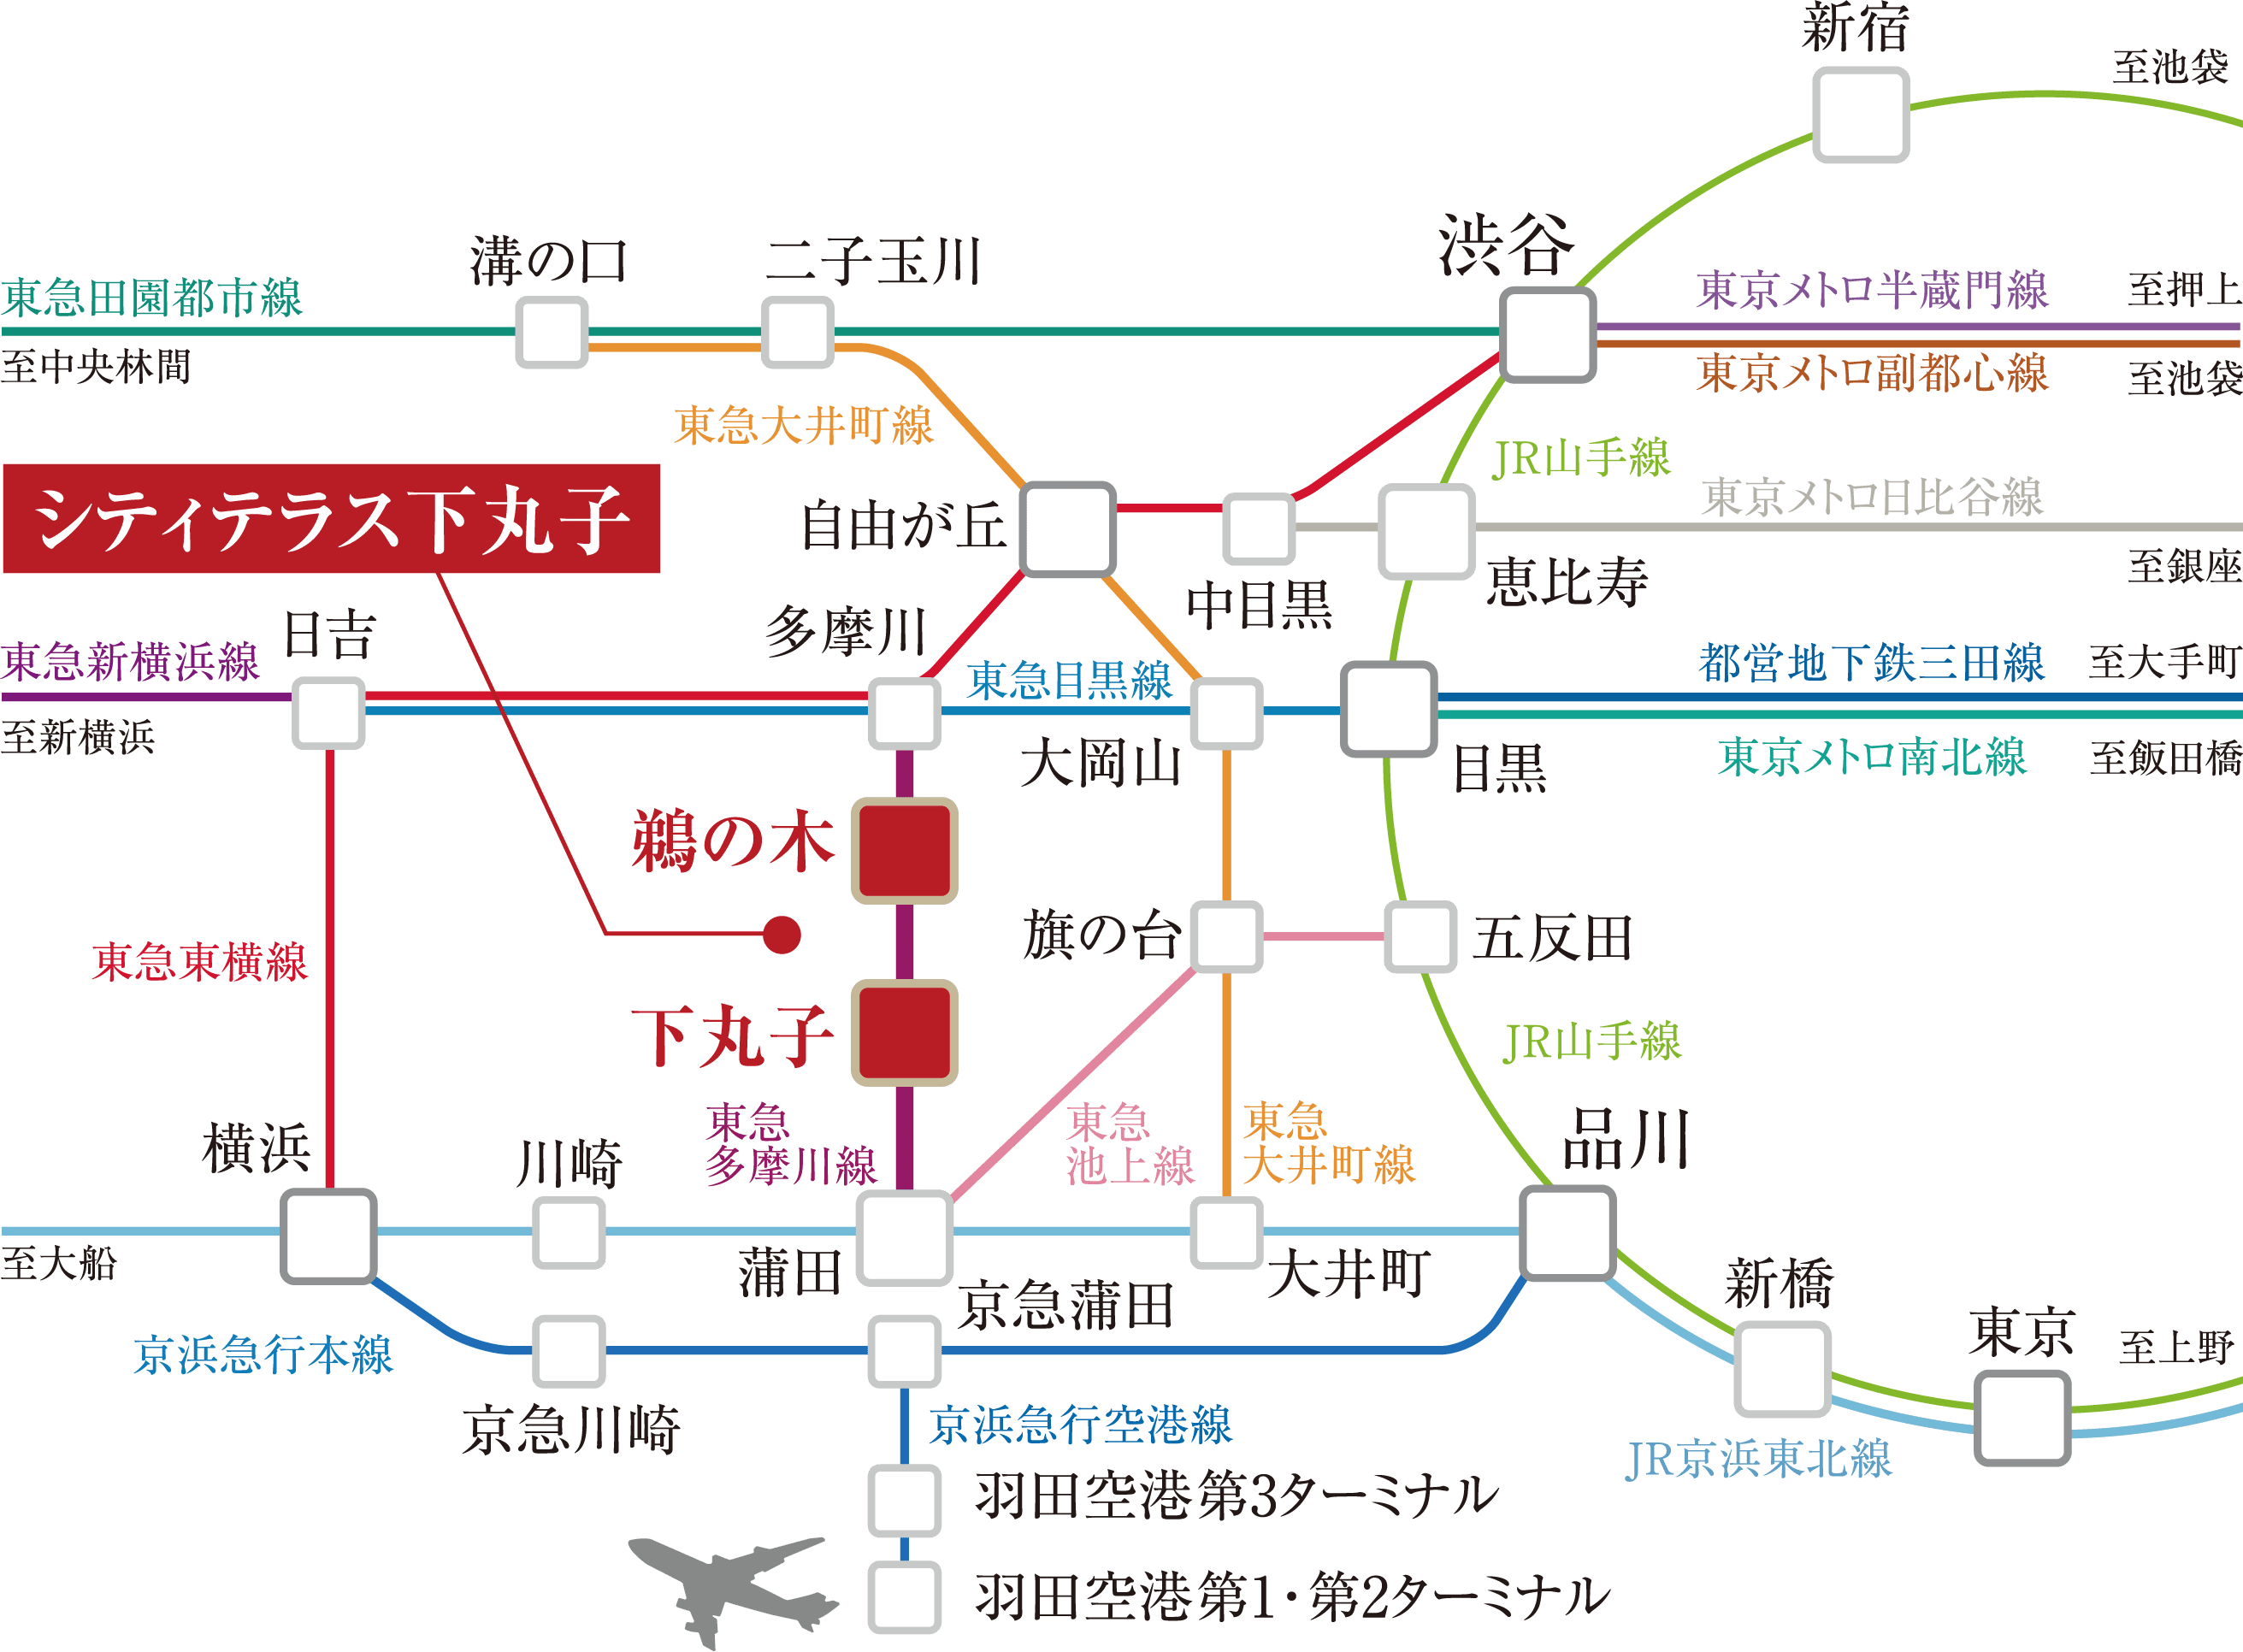 新宿
至池袋
渋谷
溝の口
二子玉川
東急田園都市線
至中央林間
東京メトロ半蔵門線
至押上
東京メトロ副都心線
至池袋
東急大井町線
JR山手線
シティテラス下丸子
自由が丘
中目黒
恵比寿
東京メトロ日比谷線
至銀座
日吉
多摩川
東急新横浜線
至新横浜
東急目黒線
大岡山
目黒
都営地下鉄三田線
至大手町
東京メトロ南北線
至飯田橋
鵜の木
旗の台
五反田
東急東横線
下丸子
JR山手線
東急
多摩川線
東急
池上線
東急
大井町線
横浜
川崎
品川
至大船
蒲田
京急蒲田
大井町
新橋
東京
至上野
京浜急行本線
京急川崎
京浜急行空港線
JR京浜東北線
羽田空港第3ターミナル
羽田空港第1・第2ターミナル